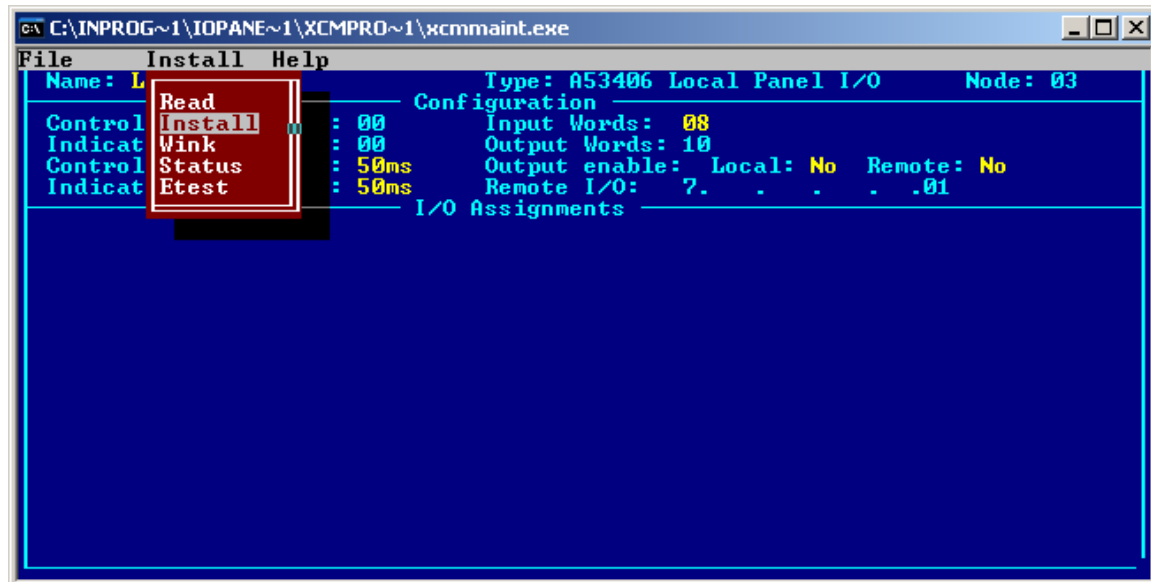 C:\INPROG~1\IOPANE~1\XCMPRO~1\xcmmaint.exe
File Install Help
Name: L Type: A53406 Local Panel I/O Node: 03
Read
Configuration
Control Install : 00 Input Words: 08
Indicat Wink : 00 Output Words: 10
Control Status : 50ms Output enable: Local: No Remote: No
Indicat Etest : 50ms Remote I/O: 7. . . . .01
I/O Assignments